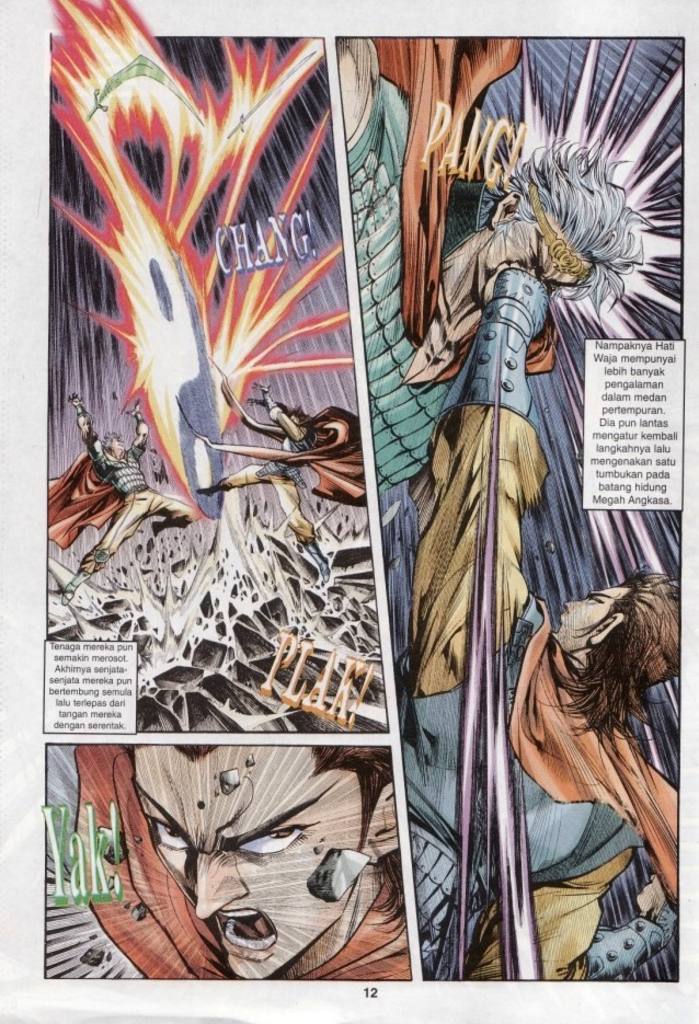 CHANG!
Tenaga mereka pun
semakin merosot.
Akhirnya senjata-
senjata mereka pun
bertembung semula
lalu terlepas dari
tangan mereka
dengan serentak.
PLAK!
Yak!
PANG!
Nampaknya Hati
Waja mempunyai
lebih banyak
pengalaman
dalam medan
pertempuran.
Dia pun lantas
mengatur kembali
langkahnya lalu
mengenakan satu
tumbukan pada
batang hidung
Megah Angkasa.
12